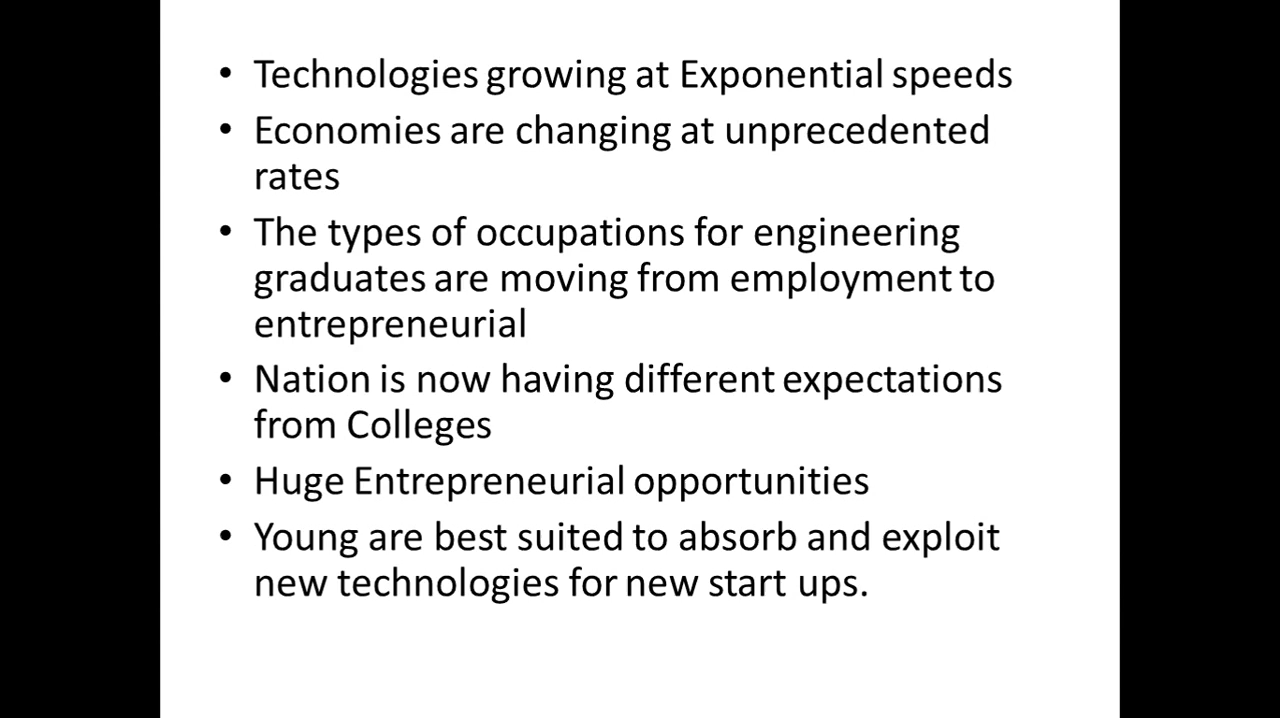 • Technologies growing at Exponential speeds
• Economies are changing at unprecedented
rates
• The types of occupations for engineering
graduates are moving from employment to
entrepreneurial
• Nation is now having different expectations
from Colleges
• Huge Entrepreneurial opportunities
• Young are best suited to absorb and exploit
new technologies for new start ups.